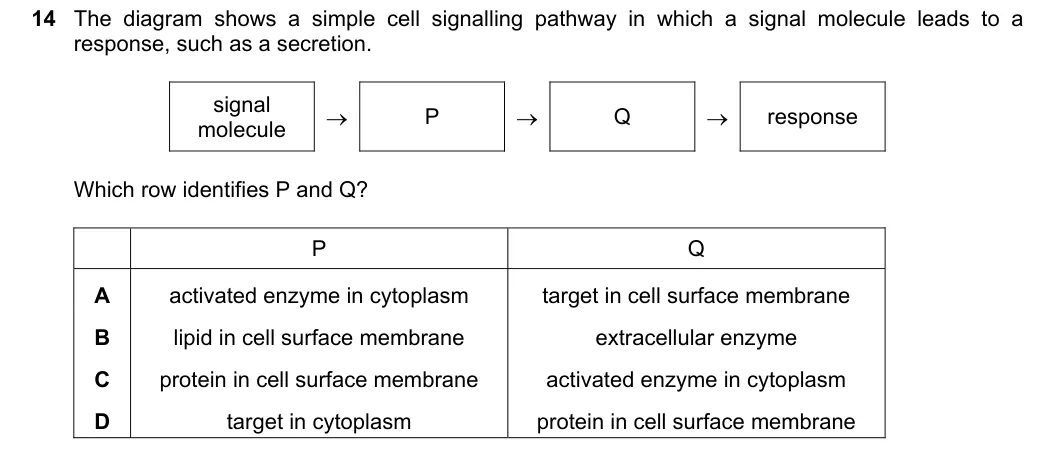 14 The diagram shows a simple cell signalling pathway in which a signal molecule leads to a
response, such as a secretion.
signal
molecule → P → Q → response
Which row identifies P and Q?
P Q
A activated enzyme in cytoplasm target in cell surface membrane
B lipid in cell surface membrane extracellular enzyme
C protein in cell surface membrane activated enzyme in cytoplasm
D target in cytoplasm protein in cell surface membrane